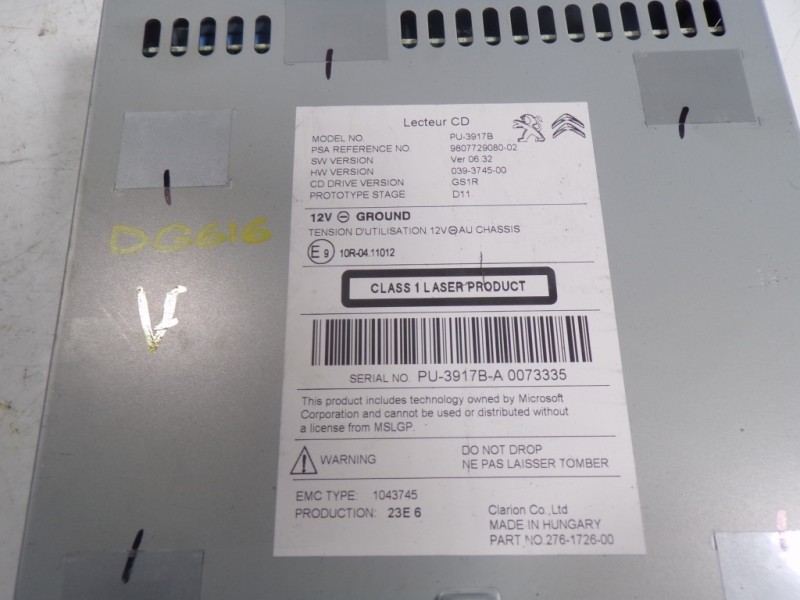 Lecteur CD
MODEL NO. PU-3917B
PSA REFERENCE NO. 9807729080-02
SW VERSION Ver 06.32
HW VERSION 039-3745-00
CD DRIVE VERSION GS1R
PROTOTYPE STAGE D11
12V ⊖ GROUND
TENSION D'UTILISATION 12V ⊖ AU CHASSIS
E9 10R-04.11012
CLASS 1 LASER PRODUCT
SERIAL NO. PU-3917B-A 0073335
This product includes technology owned by Microsoft
Corporation and cannot be used or distributed without
a license from MSLGP.
WARNING DO NOT DROP
NE PAS LAISSER TOMBER
EMC TYPE: 1043745
PRODUCTION: 23E 6
Clarion Co.,Ltd
MADE IN HUNGARY
PART NO.276-1726-00
DG616
V